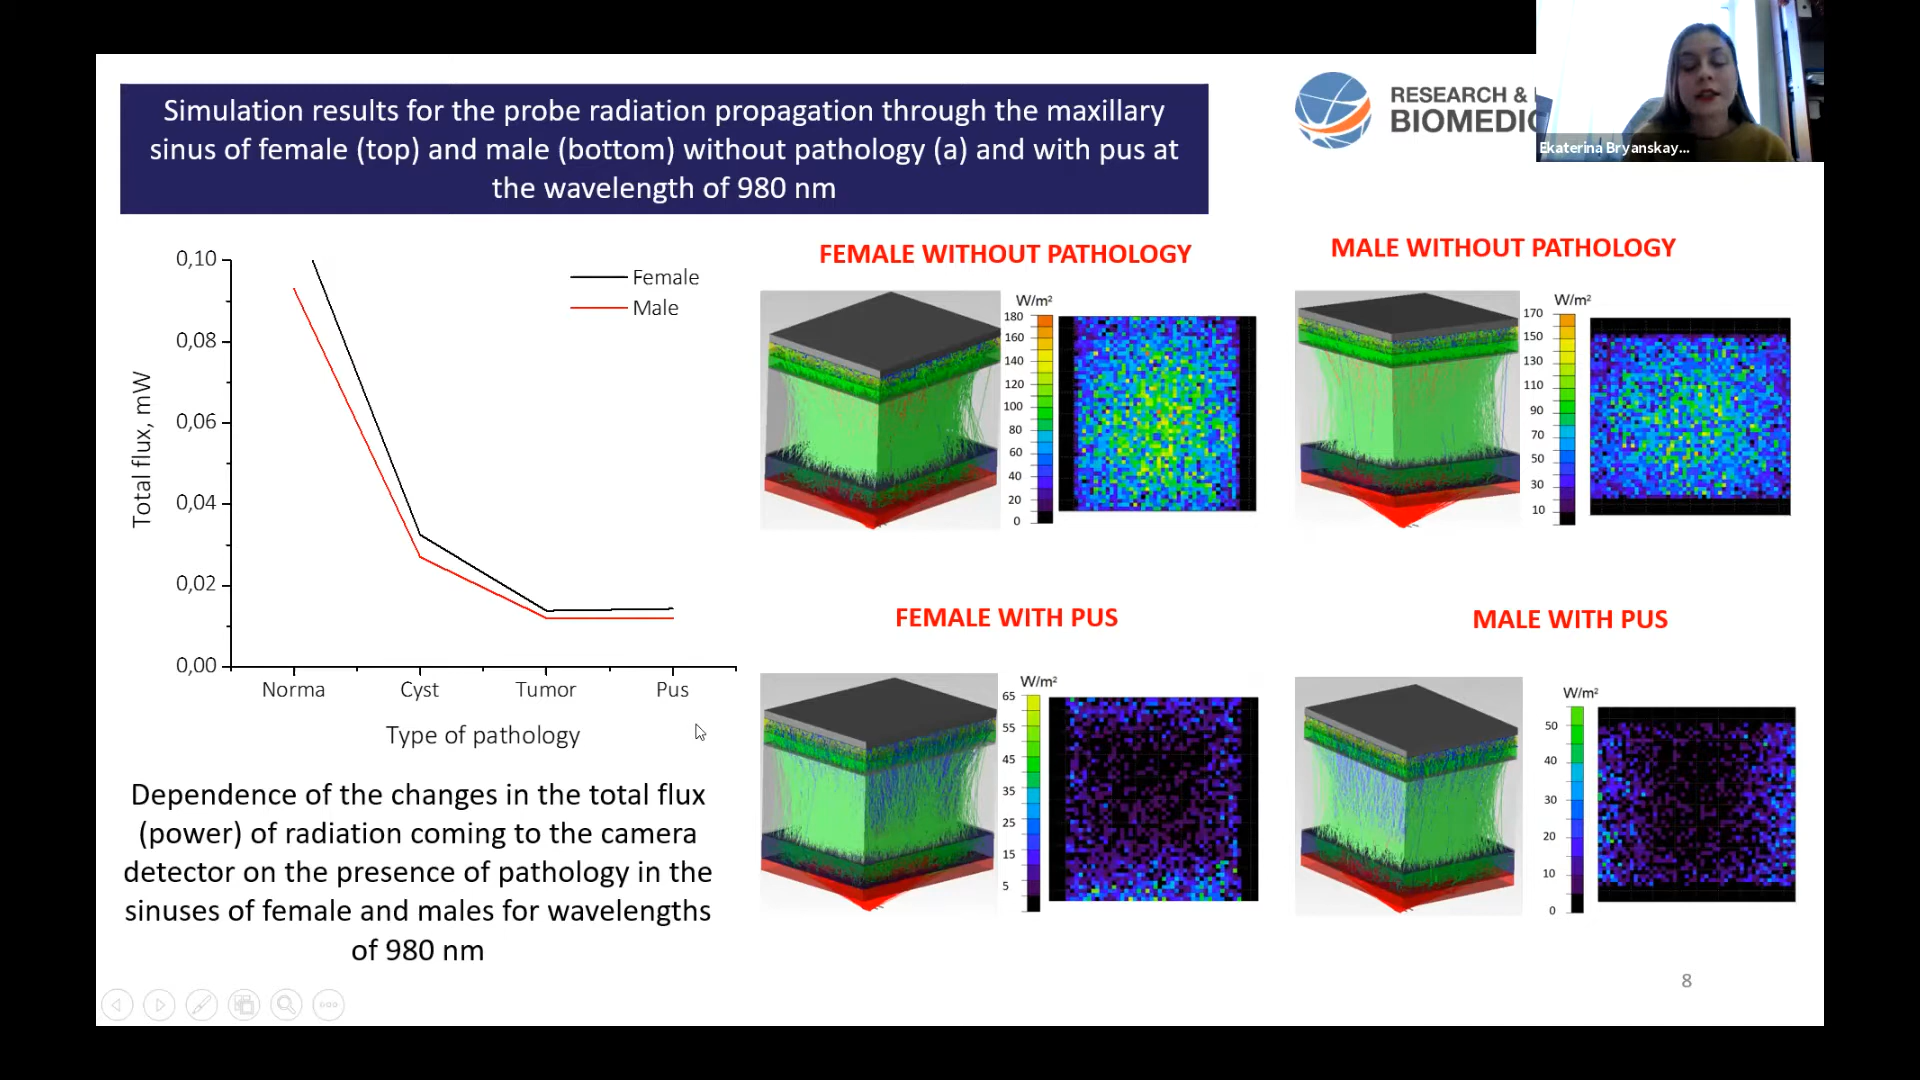 Simulation results for the probe radiation propagation through the maxillary
sinus of female (top) and male (bottom) without pathology (a) and with pus at
the wavelength of 980 nm
RESEARCH &
BIOMEDIC
Ekaterina Bryanskay...
0,10
0,08
0,06
0,04
0,02
0,00
Total flux, mW
Female
Male
Norma Cyst Tumor Pus
Type of pathology
Dependence of the changes in the total flux
(power) of radiation coming to the camera
detector on the presence of pathology in the
sinuses of female and males for wavelengths
of 980 nm
FEMALE WITHOUT PATHOLOGY
W/m²
180
160
140
120
100
80
60
40
20
0
MALE WITHOUT PATHOLOGY
W/m²
170
150
130
110
90
70
50
30
10
FEMALE WITH PUS
W/m²
65
55
45
35
25
15
5
MALE WITH PUS
W/m²
50
40
30
20
10
0
8